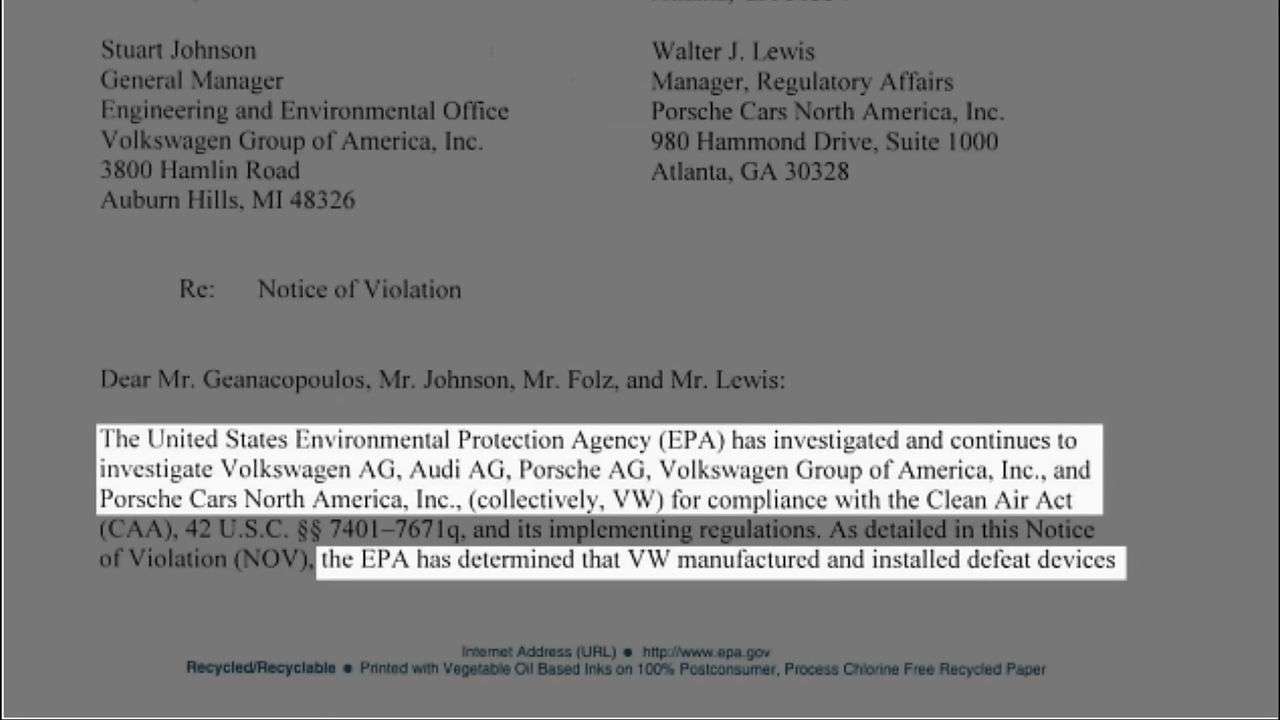 Stuart Johnson
General Manager
Engineering and Environmental Office
Volkswagen Group of America, Inc.
3800 Hamlin Road
Auburn Hills, MI 48326
Walter J. Lewis
Manager, Regulatory Affairs
Porsche Cars North America, Inc.
980 Hammond Drive, Suite 1000
Atlanta, GA 30328
Re: Notice of Violation
Dear Mr. Geanacopoulos, Mr. Johnson, Mr. Folz, and Mr. Lewis:
The United States Environmental Protection Agency (EPA) has investigated and continues to
investigate Volkswagen AG, Audi AG, Porsche AG, Volkswagen Group of America, Inc., and
Porsche Cars North America, Inc., (collectively, VW) for compliance with the Clean Air Act
(CAA), 42 U.S.C. §§ 7401–7671q, and its implementing regulations. As detailed in this Notice
of Violation (NOV), the EPA has determined that VW manufactured and installed defeat devices
Internet Address (URL) • http://www.epa.gov
Recycled/Recyclable • Printed with Vegetable Oil Based Inks on 100% Postconsumer, Process Chlorine Free Recycled Paper